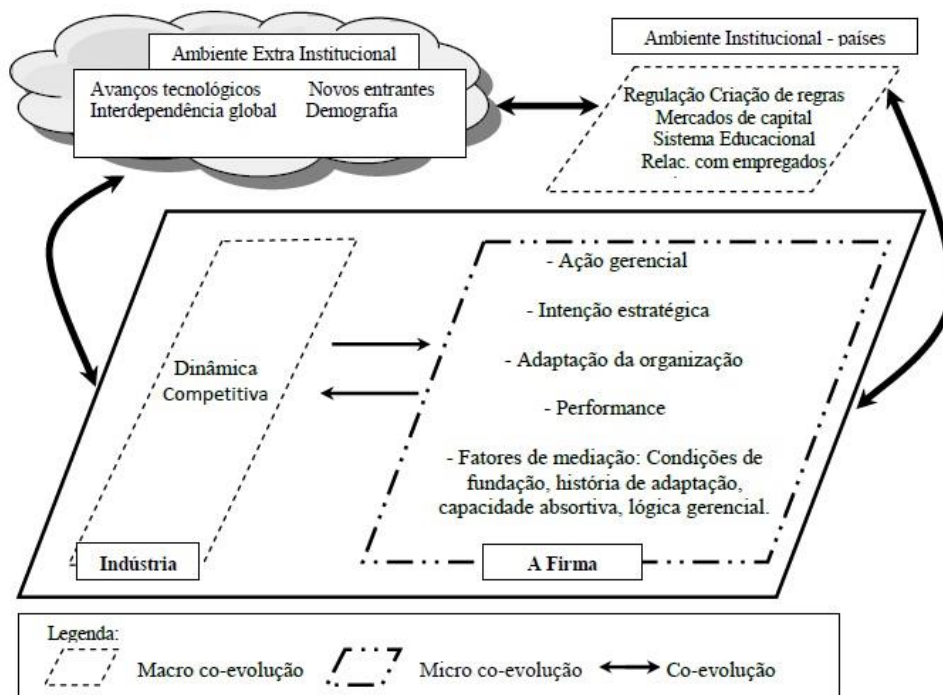 Ambiente Extra Institucional
Avanços tecnológicos Novos entrantes
Interdependência global Demografia
Ambiente Institucional - países
Regulação Criação de regras
Mercados de capital
Sistema Educacional
Relac. com empregados
Dinâmica
Competitiva
Indústria
- Ação gerencial
- Intenção estratégica
- Adaptação da organização
- Performance
- Fatores de mediação: Condições de
fundação, história de adaptação,
capacidade absortiva, lógica gerencial.
A Firma
Legenda:
Macro co-evolução Micro co-evolução Co-evolução